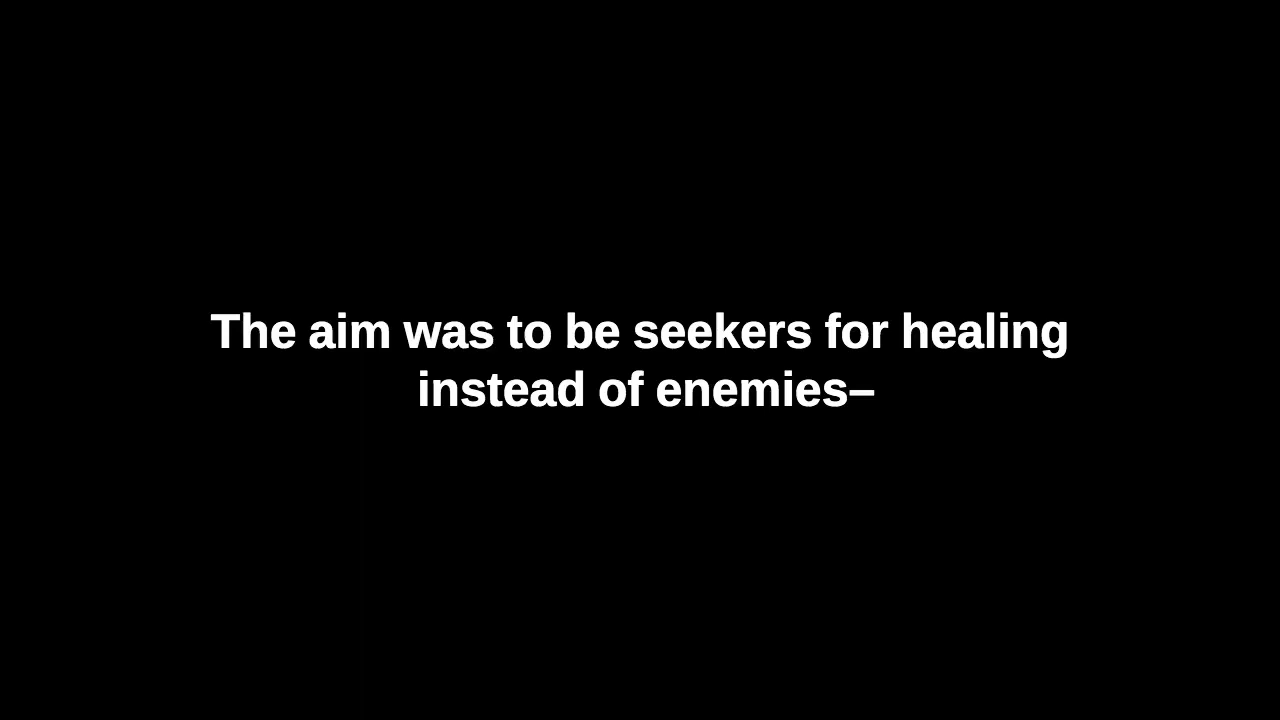 The aim was to be seekers for healing
instead of enemies–